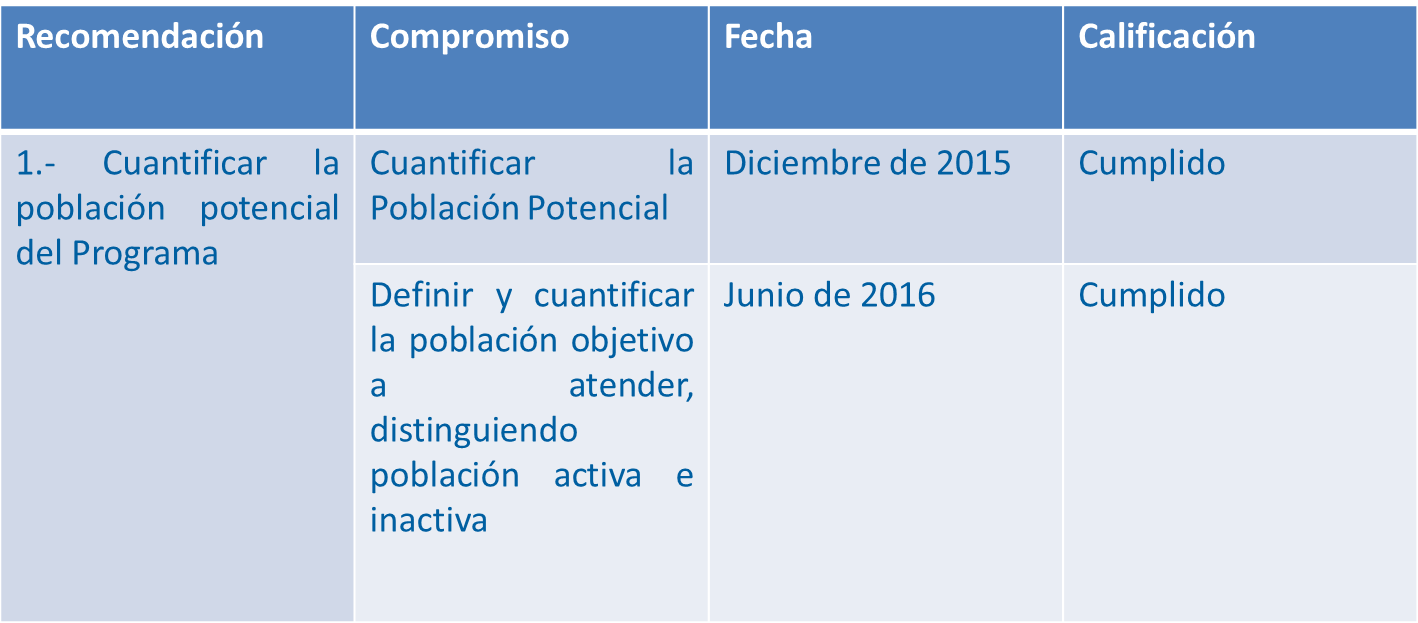 Recomendación
Compromiso
Fecha
Calificación
1.- Cuantificar la
población potencial
del Programa
Cuantificar la
Población Potencial
Diciembre de 2015
Cumplido
Definir y cuantificar
la población objetivo
a atender,
distinguiendo
población activa e
inactiva
Junio de 2016
Cumplido